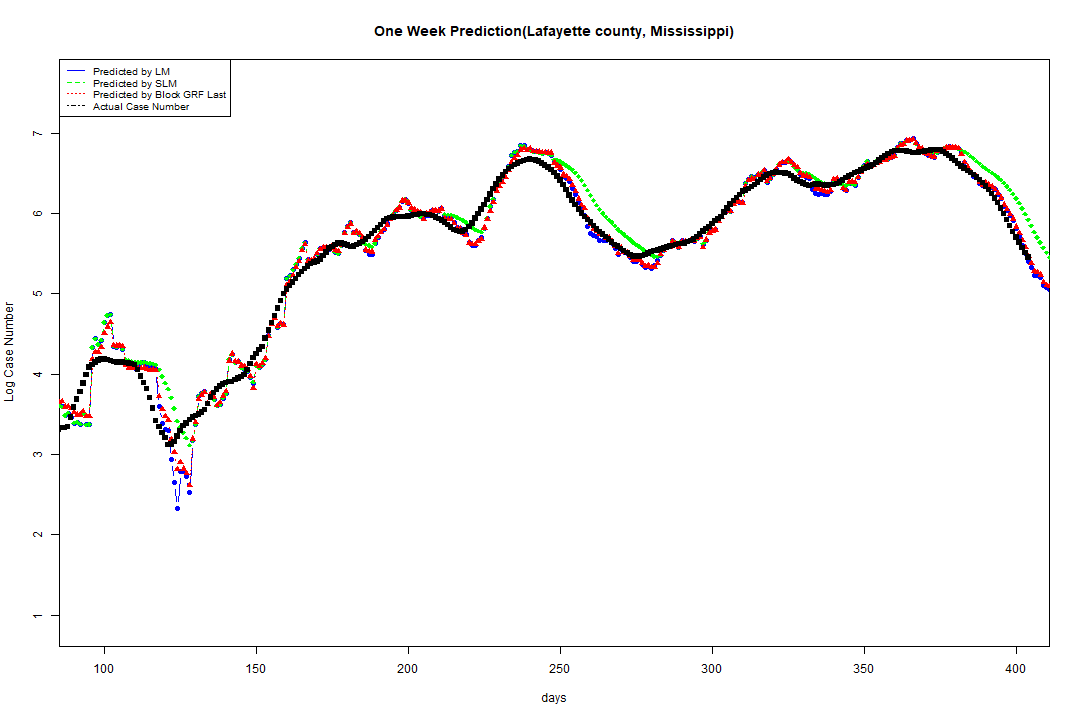 One Week Prediction(Lafayette county, Mississippi)
Predicted by LM
Predicted by SLM
Predicted by Block GRF Last
Actual Case Number
7
6
5
4
3
2
1
Log Case Number
100 150 200 250 300 350 400
days